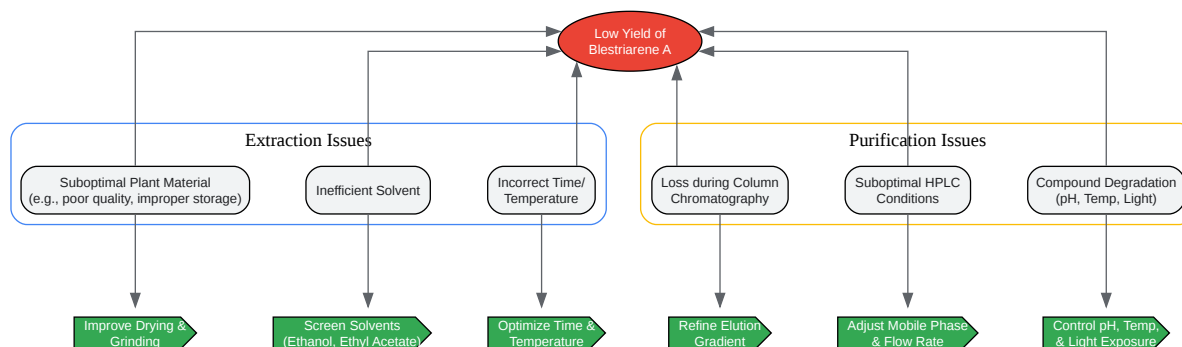 Low Yield of
Blestriarene A
Extraction Issues
Purification Issues
Suboptimal Plant Material
(e.g., poor quality, improper storage)
Inefficient Solvent
Incorrect Time/
Temperature
Loss during Column
Chromatography
Suboptimal HPLC
Conditions
Compound Degradation
(pH, Temp, Light)
Improve Drying &
Grinding
Screen Solvents
(Ethanol, Ethyl Acetate)
Optimize Time &
Temperature
Refine Elution
Gradient
Adjust Mobile Phase
& Flow Rate
Control pH, Temp,
& Light Exposure